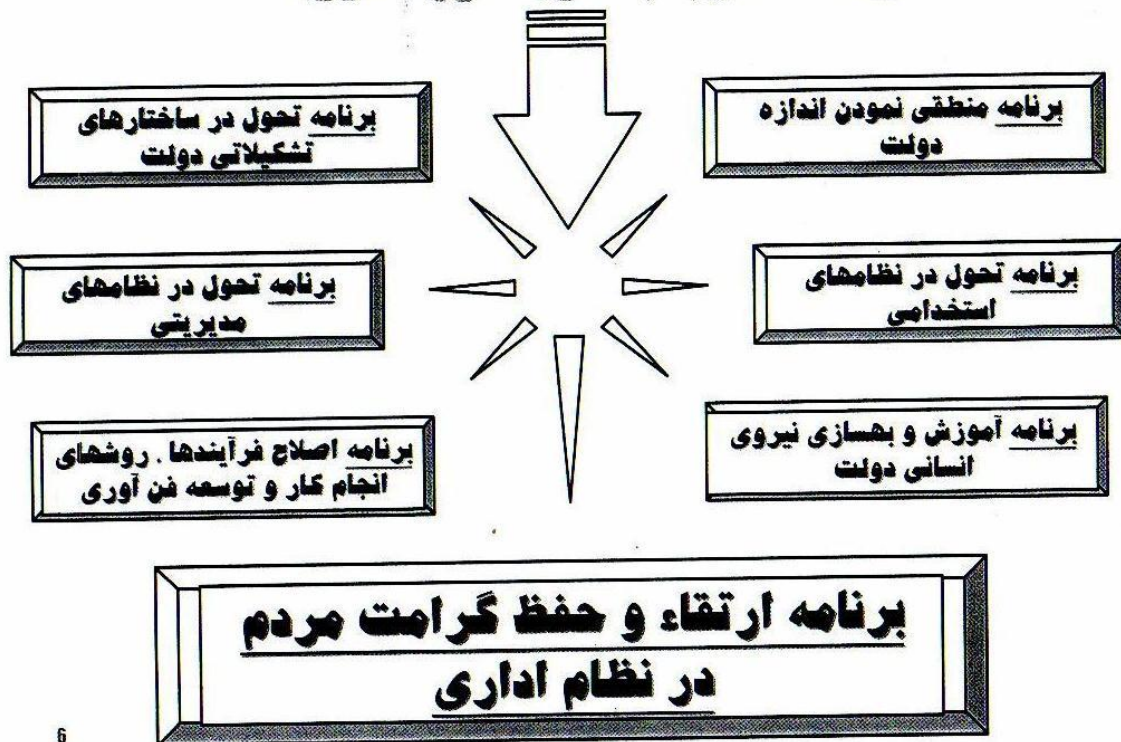 برنامه منطقی نمودن اندازه
دولت
برنامه تحول در ساختارهای
تشکیلاتی دولت
برنامه تحول در نظامهای
استخدامی
برنامه تحول در نظامهای
مدیریتی
برنامه آموزش و بهسازی نیروی
انسانی دولت
برنامه اصلاح فرآیندها . روشهای
انجام کار و توسعه فن آوری
برنامه ارتقاء و حفظ گرامت مردم
در نظام اداری
6